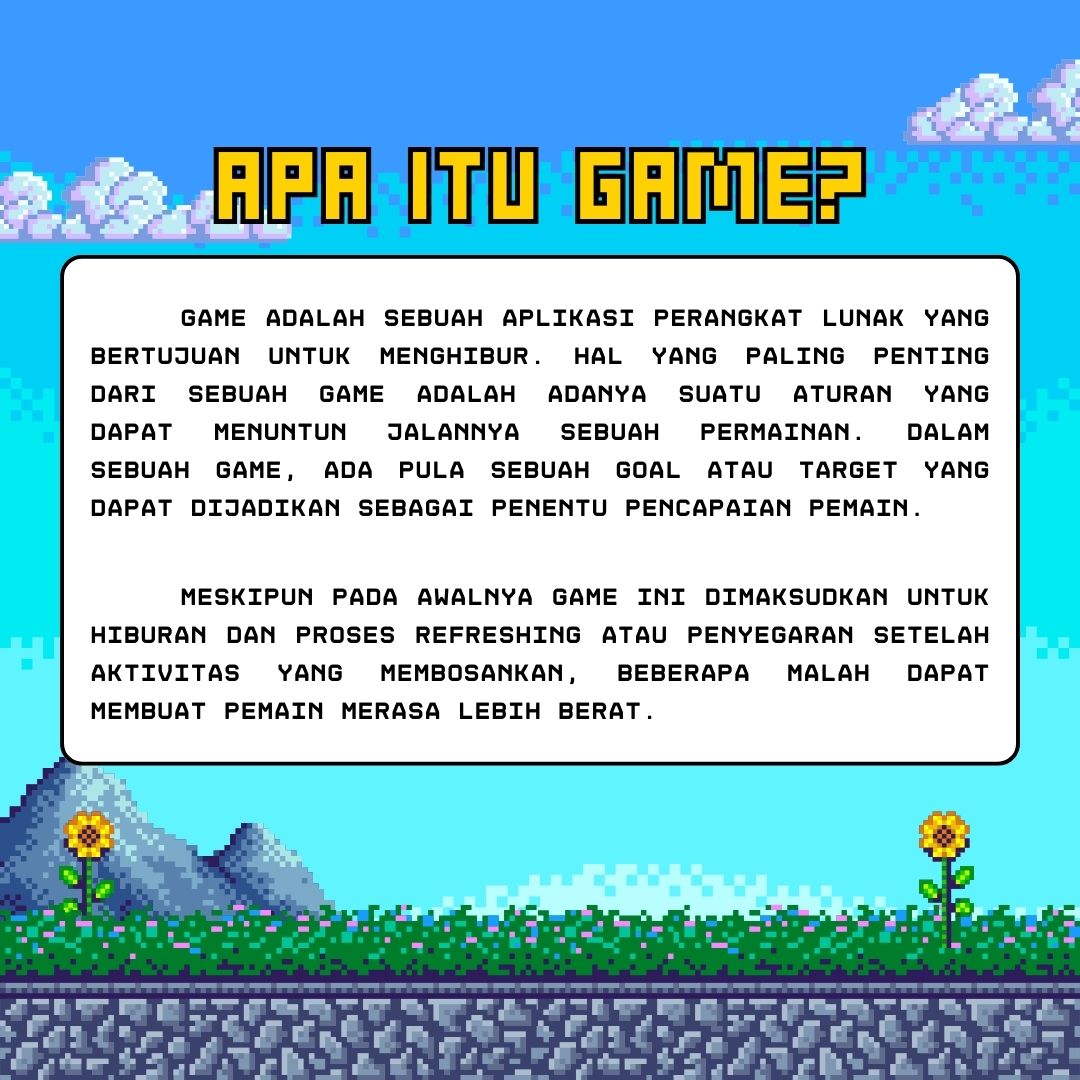 APA ITU GAME?
GAME ADALAH SEBUAH APLIKASI PERANGKAT LUNAK YANG
BERTUJUAN UNTUK MENGHIBUR. HAL YANG PALING PENTING
DARI SEBUAH GAME ADALAH ADANYA SUATU ATURAN YANG
DAPAT MENUNTUN JALANNYA SEBUAH PERMAINAN. DALAM
SEBUAH GAME, ADA PULA SEBUAH GOAL ATAU TARGET YANG
DAPAT DIJADIKAN SEBAGAI PENENTU PENCAPAIAN PEMAIN.
MESKIPUN PADA AWALNYA GAME INI DIMAKSUDKAN UNTUK
HIBURAN DAN PROSES REFRESHING ATAU PENYEGARAN SETELAH
AKTIVITAS YANG MEMBOSANKAN, BEBERAPA MALAH DAPAT
MEMBUAT PEMAIN MERASA LEBIH BERAT.